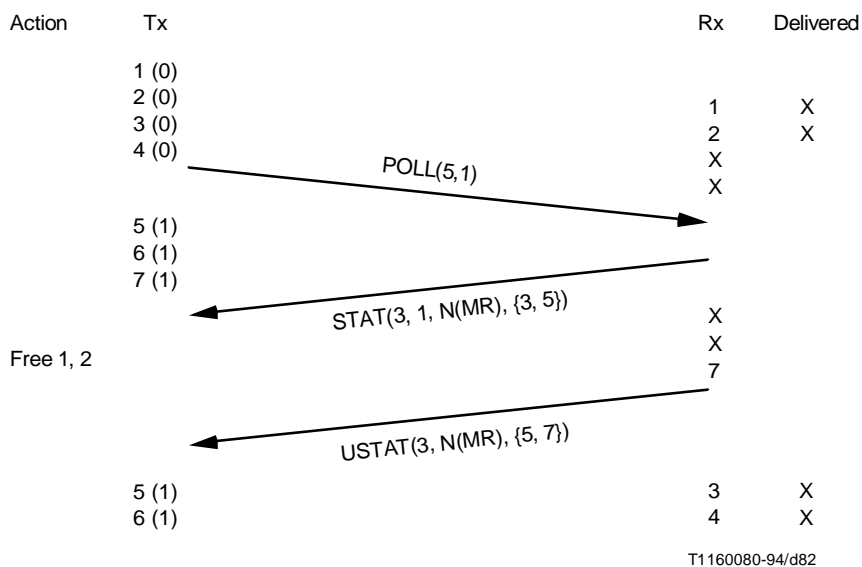 Action Tx Rx Delivered
1 (0)
2 (0)
1 X
3 (0)
2 X
4 (0)
X
POLL(5,1)
X
5 (1)
6 (1)
7 (1)
STAT(3, 1, N(MR), {3, 5})
X
X
Free 1, 2
7
USTAT(3, N(MR), {5, 7})
5 (1) 3 X
6 (1) 4 X
T1160080-94/d82